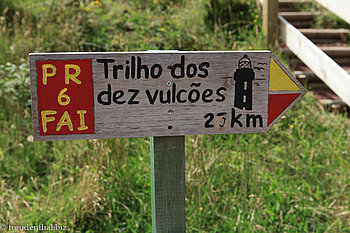 PR
6
FAI
Trilho dos
dez vulcões
km
© freudenthal.biz